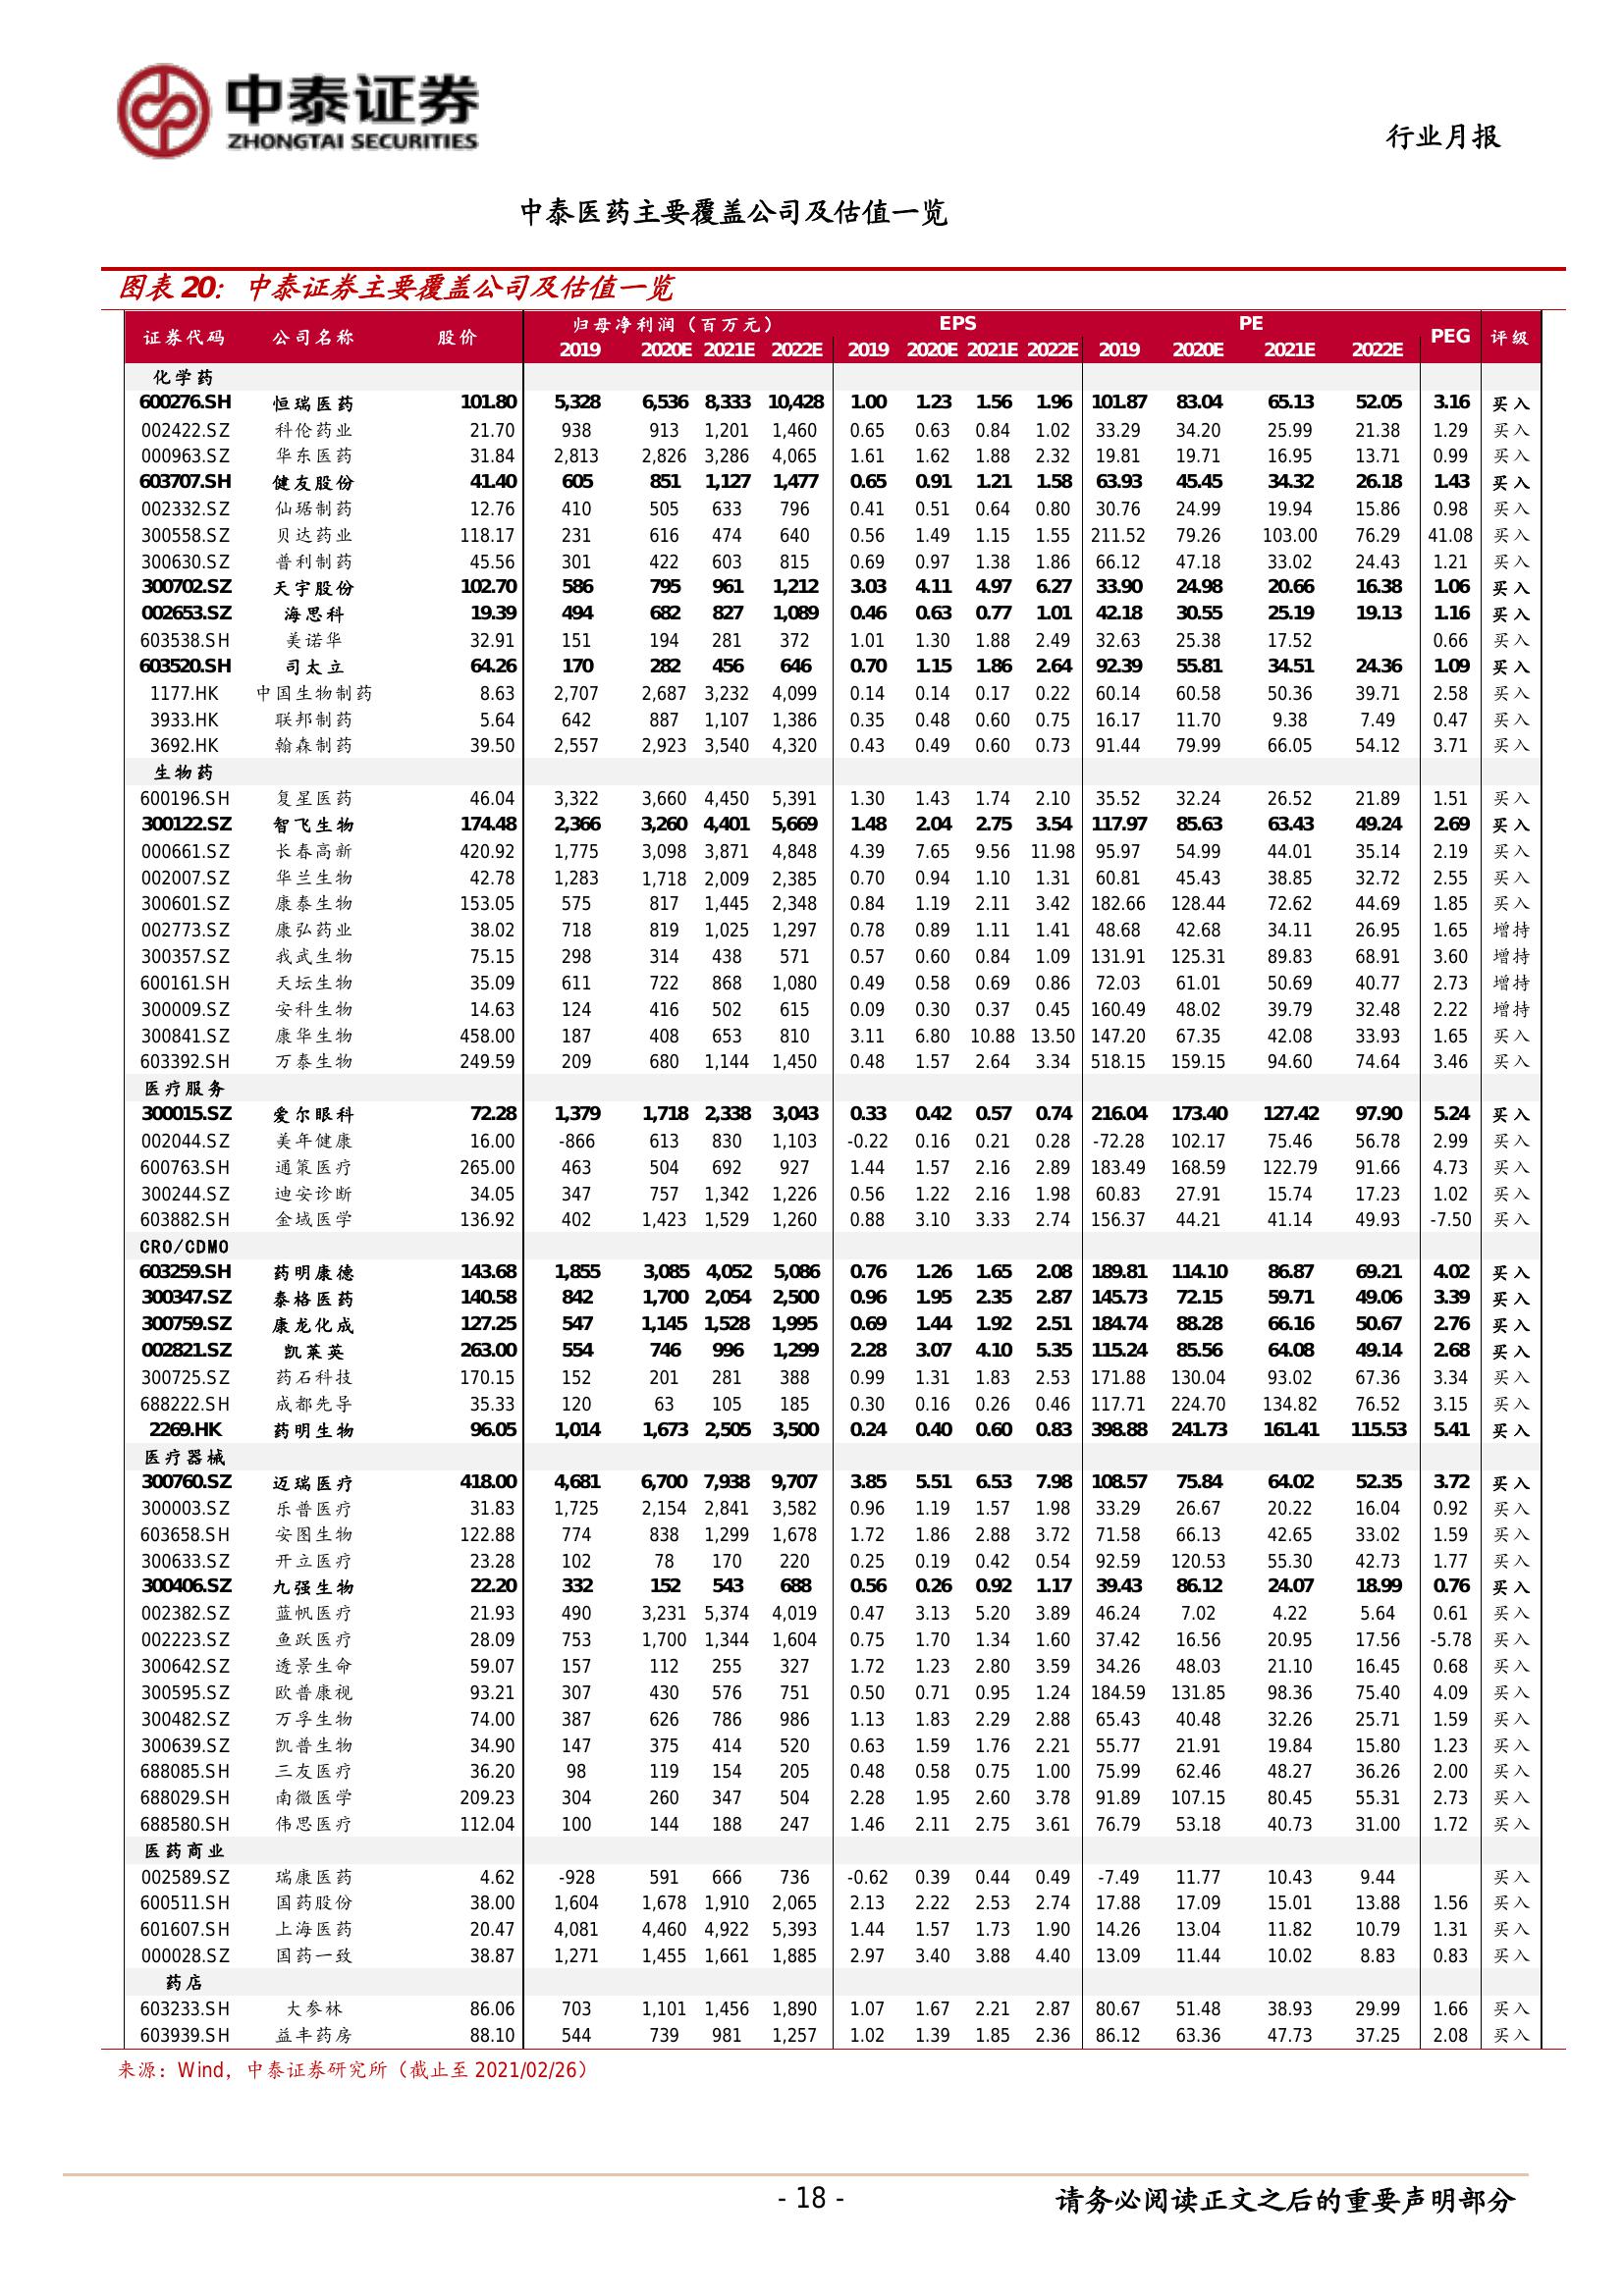 中泰证券
ZHONGTAI SECURITIES
行业月报
中泰医药主要覆盖公司及估值一览
图表 20： 中泰证券主要覆盖公司及估值一览
证券代码 公司名称 股价 归母净利润（百万元） EPS PE PEG 评级
2019 2020E 2021E 2022E 2019 2020E 2021E 2022E 2019 2020E 2021E 2022E
化学药
600276.SH 恒瑞医药 101.80 5,328 6,536 8,333 10,428 1.00 1.23 1.56 1.96 101.87 83.04 65.13 52.05 3.16 买入
002422.SZ 科伦药业 21.70 938 913 1,201 1,460 0.65 0.63 0.84 1.02 33.29 34.20 25.99 21.38 1.29 买入
000963.SZ 华东医药 31.84 2,813 2,826 3,286 4,065 1.61 1.62 1.88 2.32 19.81 19.71 16.95 13.71 0.99 买入
603707.SH 健友股份 41.40 605 851 1,127 1,477 0.65 0.91 1.21 1.58 63.93 45.45 34.32 26.18 1.43 买入
002332.SZ 仙琚制药 12.76 410 505 633 796 0.41 0.51 0.64 0.80 30.76 24.99 19.94 15.86 0.98 买入
300558.SZ 贝达药业 118.17 231 616 474 640 0.56 1.49 1.15 1.55 211.52 79.26 103.00 76.29 41.08 买入
300630.SZ 普利制药 45.56 301 422 603 815 0.69 0.97 1.38 1.86 66.12 47.18 33.02 24.43 1.21 买入
300702.SZ 天宇股份 102.70 586 795 961 1,212 3.03 4.11 4.97 6.27 33.90 24.98 20.66 16.38 1.06 买入
002653.SZ 海思科 19.39 494 682 827 1,089 0.46 0.63 0.77 1.01 42.18 30.55 25.19 19.13 1.16 买入
603538.SH 美诺华 32.91 151 194 281 372 1.01 1.30 1.88 2.49 32.63 25.38 17.52 0.66 买入
603520.SH 司太立 64.26 170 282 456 646 0.70 1.15 1.86 2.64 92.39 55.81 34.51 24.36 1.09 买入
1177.HK 中国生物制药 8.63 2,707 2,687 3,232 4,099 0.14 0.14 0.17 0.22 60.14 60.58 50.36 39.71 2.58 买入
3933.HK 联邦制药 5.64 642 887 1,107 1,386 0.35 0.48 0.60 0.75 16.17 11.70 9.38 7.49 0.47 买入
3692.HK 翰森制药 39.50 2,557 2,923 3,540 4,320 0.43 0.49 0.60 0.73 91.44 79.99 66.05 54.12 3.71 买入
生物药
600196.SH 复星医药 46.04 3,322 3,660 4,450 5,391 1.30 1.43 1.74 2.10 35.52 32.24 26.52 21.89 1.51 买入
300122.SZ 智飞生物 174.48 2,366 3,260 4,401 5,669 1.48 2.04 2.75 3.54 117.97 85.63 63.43 49.24 2.69 买入
000661.SZ 长春高新 420.92 1,775 3,098 3,871 4,848 4.39 7.65 9.56 11.98 95.97 54.99 44.01 35.14 2.19 买入
002007.SZ 华兰生物 42.78 1,283 1,718 2,009 2,385 0.70 0.94 1.10 1.31 60.81 45.43 38.85 32.72 2.55 买入
300601.SZ 康泰生物 153.05 575 817 1,445 2,348 0.84 1.19 2.11 3.42 182.66 128.44 72.62 44.69 1.85 买入
002773.SZ 康弘药业 38.02 718 819 1,025 1,297 0.78 0.89 1.11 1.41 48.68 42.68 34.11 26.95 1.65 增持
300357.SZ 我武生物 75.15 298 314 438 571 0.57 0.60 0.84 1.09 131.91 125.31 89.83 68.91 3.60 增持
600161.SH 天坛生物 35.09 611 722 868 1,080 0.49 0.58 0.69 0.86 72.03 61.01 50.69 40.77 2.73 增持
300009.SZ 安科生物 14.63 124 416 502 615 0.09 0.30 0.37 0.45 160.49 48.02 39.79 32.48 2.22 增持
300841.SZ 康华生物 458.00 187 408 653 810 3.11 6.80 10.88 13.50 147.20 67.35 42.08 33.93 1.65 买入
603392.SH 万泰生物 249.59 209 680 1,144 1,450 0.48 1.57 2.64 3.34 518.15 159.15 94.60 74.64 3.46 买入
医疗服务
300015.SZ 爱尔眼科 72.28 1,379 1,718 2,338 3,043 0.33 0.42 0.57 0.74 216.04 173.40 127.42 97.90 5.24 买入
002044.SZ 美年健康 16.00 -866 613 830 1,103 -0.22 0.16 0.21 0.28 -72.28 102.17 75.46 56.78 2.99 买入
600763.SH 通策医疗 265.00 463 504 692 927 1.44 1.57 2.16 2.89 183.49 168.59 122.79 91.66 4.73 买入
300244.SZ 迪安诊断 34.05 347 757 1,342 1,226 0.56 1.22 2.16 1.98 60.83 27.91 15.74 17.23 1.02 买入
603882.SH 金域医学 136.92 402 1,423 1,529 1,260 0.88 3.10 3.33 2.74 156.37 44.21 41.14 49.93 -7.50 买入
CRO/CDMO
603259.SH 药明康德 143.68 1,855 3,085 4,052 5,086 0.76 1.26 1.65 2.08 189.81 114.10 86.87 69.21 4.02 买入
300347.SZ 泰格医药 140.58 842 1,700 2,054 2,500 0.96 1.95 2.35 2.87 145.73 72.15 59.71 49.06 3.39 买入
300759.SZ 康龙化成 127.25 547 1,145 1,528 1,995 0.69 1.44 1.92 2.51 184.74 88.28 66.16 50.67 2.76 买入
002821.SZ 凯莱英 263.00 554 746 996 1,299 2.28 3.07 4.10 5.35 115.24 85.56 64.08 49.14 2.68 买入
300725.SZ 药石科技 170.15 152 201 281 388 0.99 1.31 1.83 2.53 171.88 130.04 93.02 67.36 3.34 买入
688222.SH 成都先导 35.33 120 63 105 185 0.30 0.16 0.26 0.46 117.71 224.70 134.82 76.52 3.15 买入
2269.HK 药明生物 96.05 1,014 1,673 2,505 3,500 0.24 0.40 0.60 0.83 398.88 241.73 161.41 115.53 5.41 买入
医疗器械
300760.SZ 迈瑞医疗 418.00 4,681 6,700 7,938 9,707 3.85 5.51 6.53 7.98 108.57 75.84 64.02 52.35 3.72 买入
300003.SZ 乐普医疗 31.83 1,725 2,154 2,841 3,582 0.96 1.19 1.57 1.98 33.29 26.67 20.22 16.04 0.92 买入
603658.SH 安图生物 122.88 774 838 1,299 1,678 1.72 1.86 2.88 3.72 71.58 66.13 42.65 33.02 1.59 买入
300633.SZ 开立医疗 23.28 102 78 170 220 0.25 0.19 0.42 0.54 92.59 120.53 55.30 42.73 1.77 买入
300406.SZ 九强生物 22.20 332 152 543 688 0.56 0.26 0.92 1.17 39.43 86.12 24.07 18.99 0.76 买入
002382.SZ 蓝帆医疗 21.93 490 3,231 5,374 4,019 0.47 3.13 5.20 3.89 46.24 7.02 4.22 5.64 0.61 买入
002223.SZ 鱼跃医疗 28.09 753 1,700 1,344 1,604 0.75 1.70 1.34 1.60 37.42 16.56 20.95 17.56 -5.78 买入
300642.SZ 透景生命 59.07 157 112 255 327 1.72 1.23 2.80 3.59 34.26 48.03 21.10 16.45 0.68 买入
300595.SZ 欧普康视 93.21 307 430 576 751 0.50 0.71 0.95 1.24 184.59 131.85 98.36 75.40 4.09 买入
300482.SZ 万孚生物 74.00 387 626 786 986 1.13 1.83 2.29 2.88 65.43 40.48 32.26 25.71 1.59 买入
300639.SZ 凯普生物 34.90 147 375 414 520 0.63 1.59 1.76 2.21 55.77 21.91 19.84 15.80 1.23 买入
688085.SH 三友医疗 36.20 98 119 154 205 0.48 0.58 0.75 1.00 75.99 62.46 48.27 36.26 2.00 买入
688029.SH 南微医学 209.23 304 260 347 504 2.28 1.95 2.60 3.78 91.89 107.15 80.45 55.31 2.73 买入
688580.SH 伟思医疗 112.04 100 144 188 247 1.46 2.11 2.75 3.61 76.79 53.18 40.73 31.00 1.72 买入
医药商业
002589.SZ 瑞康医药 4.62 -928 591 666 736 -0.62 0.39 0.44 0.49 -7.49 11.77 10.43 9.44 买入
600511.SH 国药股份 38.00 1,604 1,678 1,910 2,065 2.13 2.22 2.53 2.74 17.88 17.09 15.01 13.88 1.56 买入
601607.SH 上海医药 20.47 4,081 4,460 4,922 5,393 1.44 1.57 1.73 1.90 14.26 13.04 11.82 10.79 1.31 买入
000028.SZ 国药一致 38.87 1,271 1,455 1,661 1,885 2.97 3.40 3.88 4.40 13.09 11.44 10.02 8.83 0.83 买入
药店
603233.SH 大参林 86.06 703 1,101 1,456 1,890 1.07 1.67 2.21 2.87 80.67 51.48 38.93 29.99 1.66 买入
603939.SH 益丰药房 88.10 544 739 981 1,257 1.02 1.39 1.85 2.36 86.12 63.36 47.73 37.25 2.08 买入
来源：Wind，中泰证券研究所（截止至 2021/02/26）
- 18 -
请务必阅读正文之后的重要声明部分